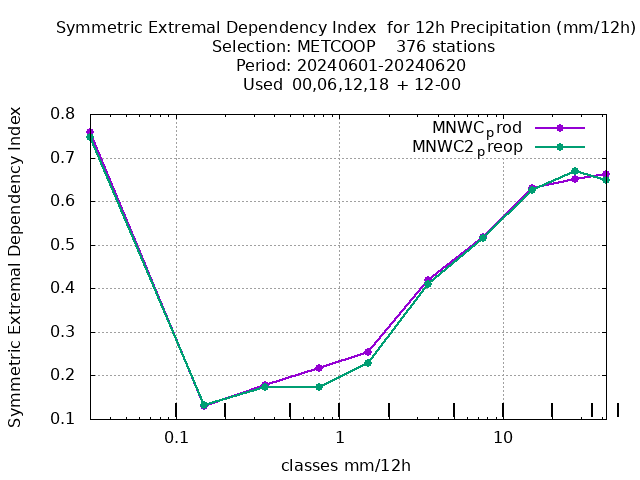 Symmetric Extremal Dependency Index  for 12h Precipitation (mm/12h)
Selection: METCOOP    376 stations
Period: 20240601-20240620
Used  00,06,12,18  + 12-00
MNWCprod
MNWC2preop
Symmetric Extremal Dependency Index
0.8
0.7
0.6
0.5
0.4
0.3
0.2
0.1
0.1 1 10
classes mm/12h